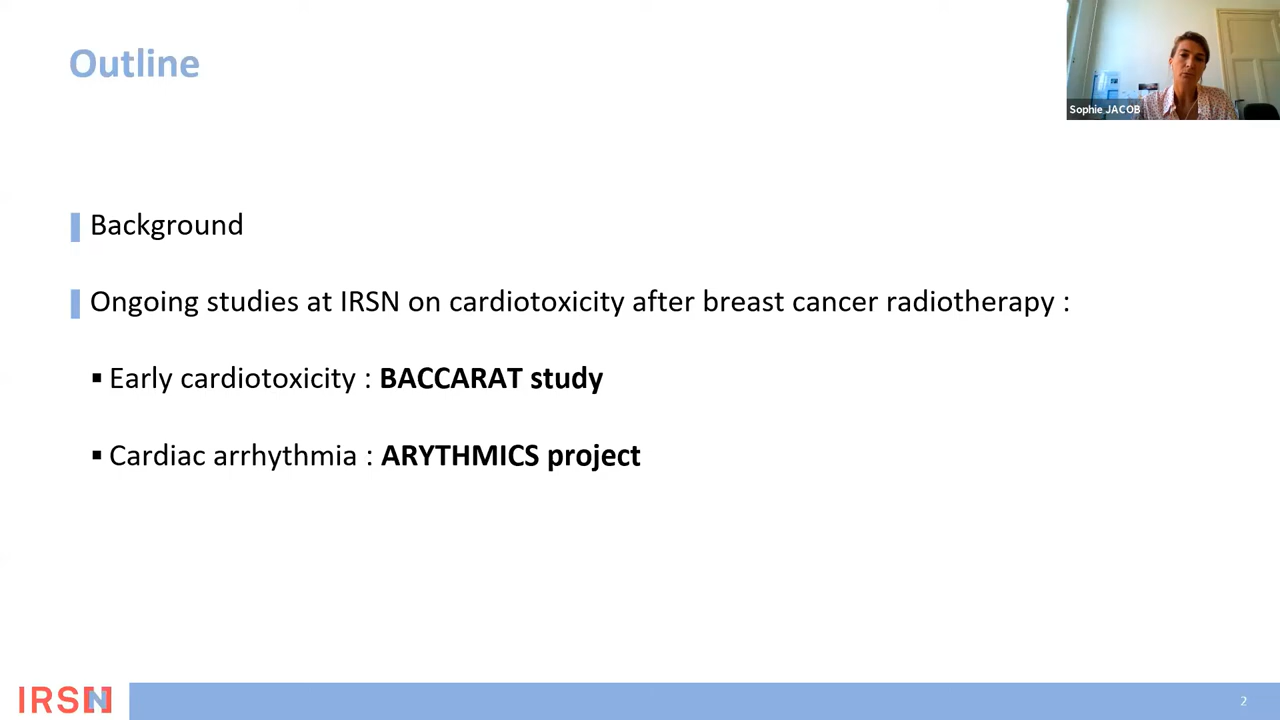 Outline
Sophie JACOB
Background
Ongoing studies at IRSN on cardiotoxicity after breast cancer radiotherapy :
▪ Early cardiotoxicity : BACCARAT study
▪ Cardiac arrhythmia : ARYTHMICS project
IRSN
2